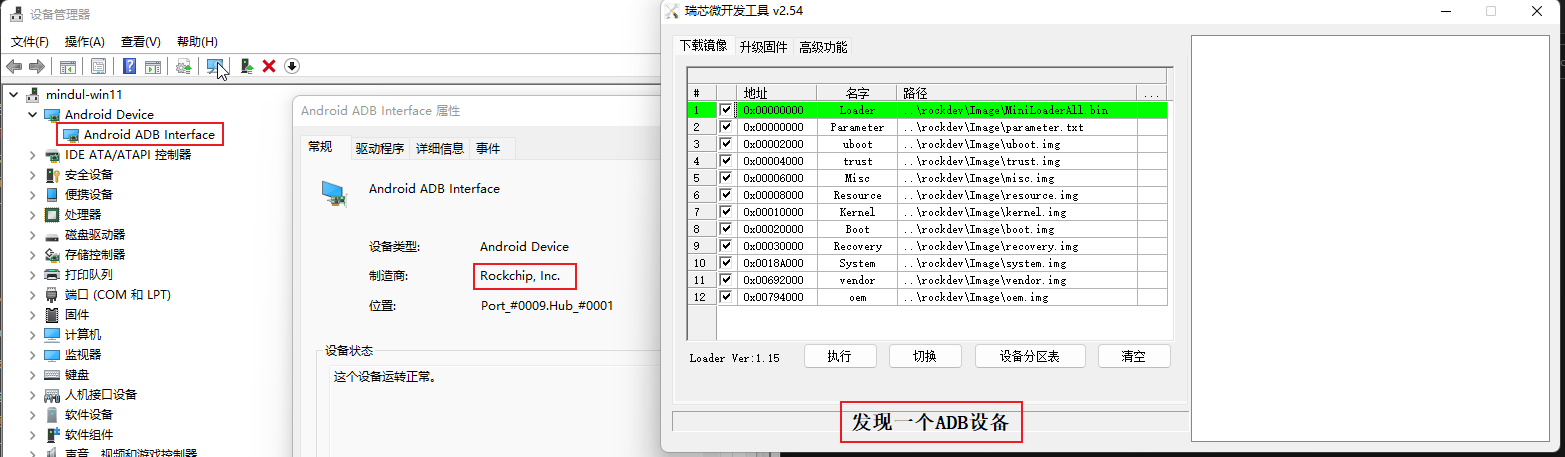 设备管理器
文件(F) 操作(A) 查看(V) 帮助(H)
mindul-win11
Android Device
Android ADB Interface
IDE ATA/ATAPI 控制器
安全设备
便携设备
处理器
磁盘驱动器
存储控制器
打印队列
端口 (COM 和 LPT)
固件
计算机
监视器
键盘
人机接口设备
软件设备
软件组件
声音、视频和游戏控制器
Android ADB Interface 属性
常规 驱动程序 详细信息 事件
Android ADB Interface
设备类型: Android Device
制造商: Rockchip, Inc.
位置: Port_#0009.Hub_#0001
设备状态
这个设备运转正常。
瑞芯微开发工具 v2.54
下载镜像 升级固件 高级功能
# 地址 名字 路径 ...
1 0x00000000 Loader ..\rockdev\Image\MiniLoaderAll.bin
2 0x00000000 Parameter ..\rockdev\Image\parameter.txt
3 0x00002000 uboot ..\rockdev\Image\uboot.img
4 0x00004000 trust ..\rockdev\Image\trust.img
5 0x00006000 Misc ..\rockdev\Image\misc.img
6 0x00008000 Resource ..\rockdev\Image\resource.img
7 0x00010000 Kernel ..\rockdev\Image\kernel.img
8 0x00020000 Boot ..\rockdev\Image\boot.img
9 0x00030000 Recovery ..\rockdev\Image\recovery.img
10 0x0018A000 System ..\rockdev\Image\system.img
11 0x00692000 vendor ..\rockdev\Image\vendor.img
12 0x00794000 oem ..\rockdev\Image\oem.img
Loader Ver:1.15 执行 切换 设备分区表 清空
发现一个ADB设备